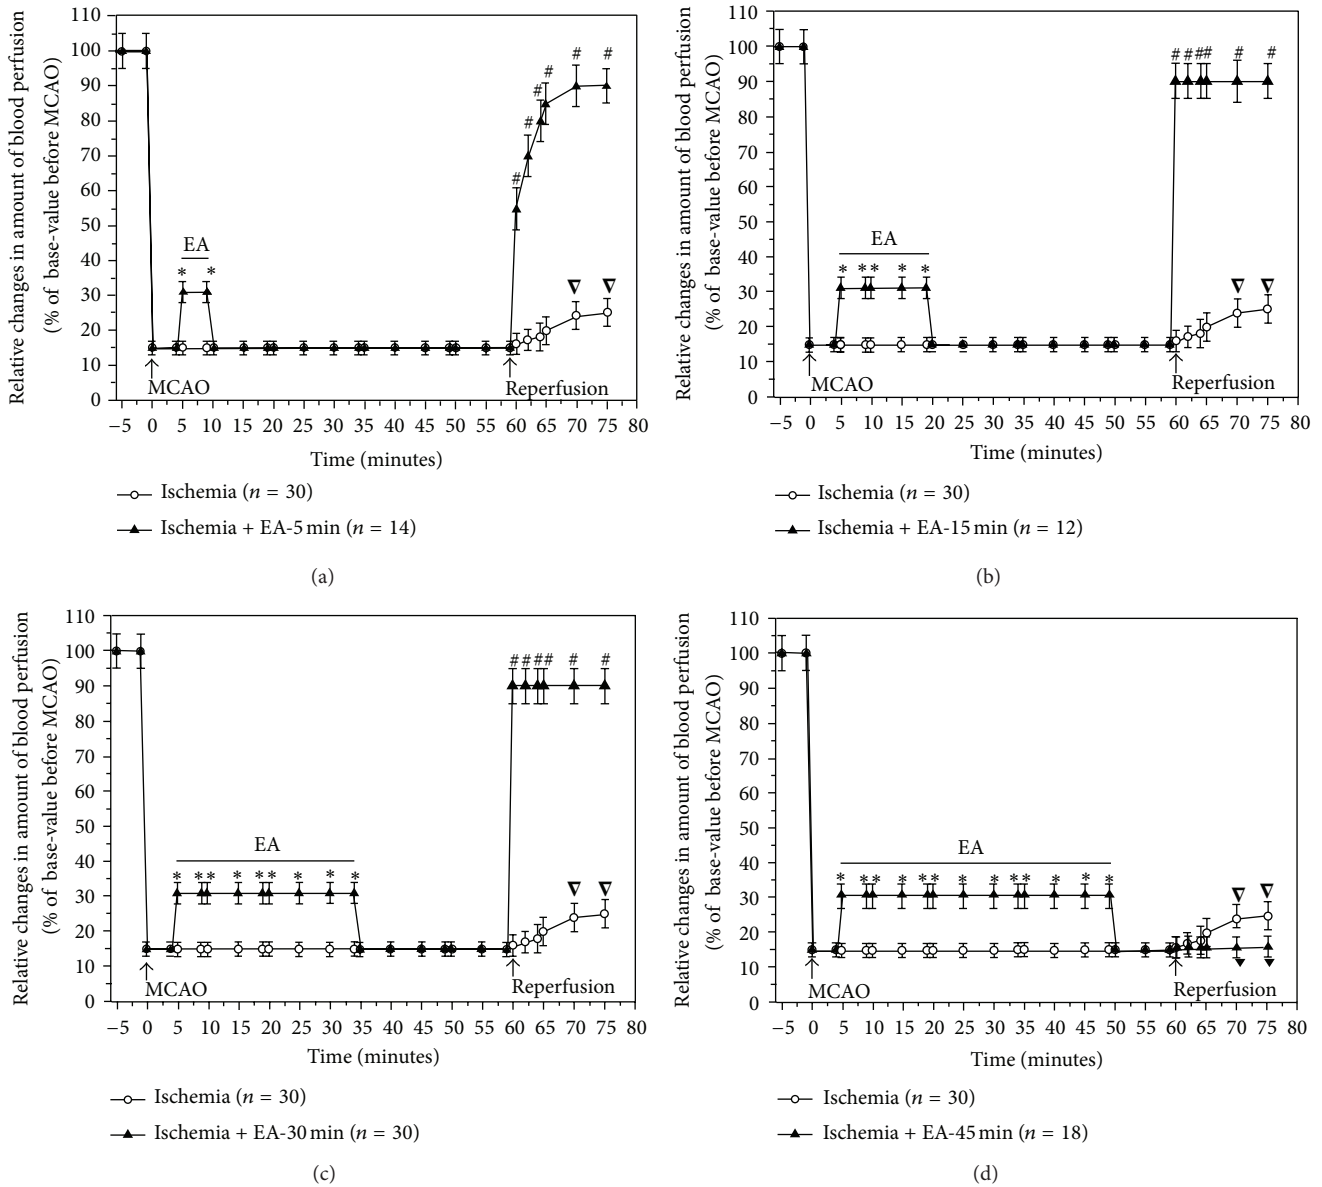 Relative changes in amount of blood perfusion
(% of base-value before MCAO)
110
100
90
80
70
60
50
40
30
20
10
0
# # # # # # #
EA
* *
MCAO
Reperfusion
−5 0 5 10 15 20 25 30 35 40 45 50 55 60 65 70 75 80
Time (minutes)
Ischemia (n = 30)
Ischemia + EA-5 min (n = 14)
(a)
Relative changes in amount of blood perfusion
(% of base-value before MCAO)
110
100
90
80
70
60
50
40
30
20
10
0
# # # # # #
EA
* * * * *
MCAO
Reperfusion
−5 0 5 10 15 20 25 30 35 40 45 50 55 60 65 70 75 80
Time (minutes)
Ischemia (n = 30)
Ischemia + EA-15 min (n = 12)
(b)
Relative changes in amount of blood perfusion
(% of base-value before MCAO)
110
100
90
80
70
60
50
40
30
20
10
0
# # # # # #
EA
* * * * * * * * *
MCAO
Reperfusion
−5 0 5 10 15 20 25 30 35 40 45 50 55 60 65 70 75 80
Time (minutes)
Ischemia (n = 30)
Ischemia + EA-30 min (n = 30)
(c)
Relative changes in amount of blood perfusion
(% of base-value before MCAO)
110
100
90
80
70
60
50
40
30
20
10
0
EA
* * * * * * * * * * * * *
MCAO
Reperfusion
−5 0 5 10 15 20 25 30 35 40 45 50 55 60 65 70 75 80
Time (minutes)
Ischemia (n = 30)
Ischemia + EA-45 min (n = 18)
(d)